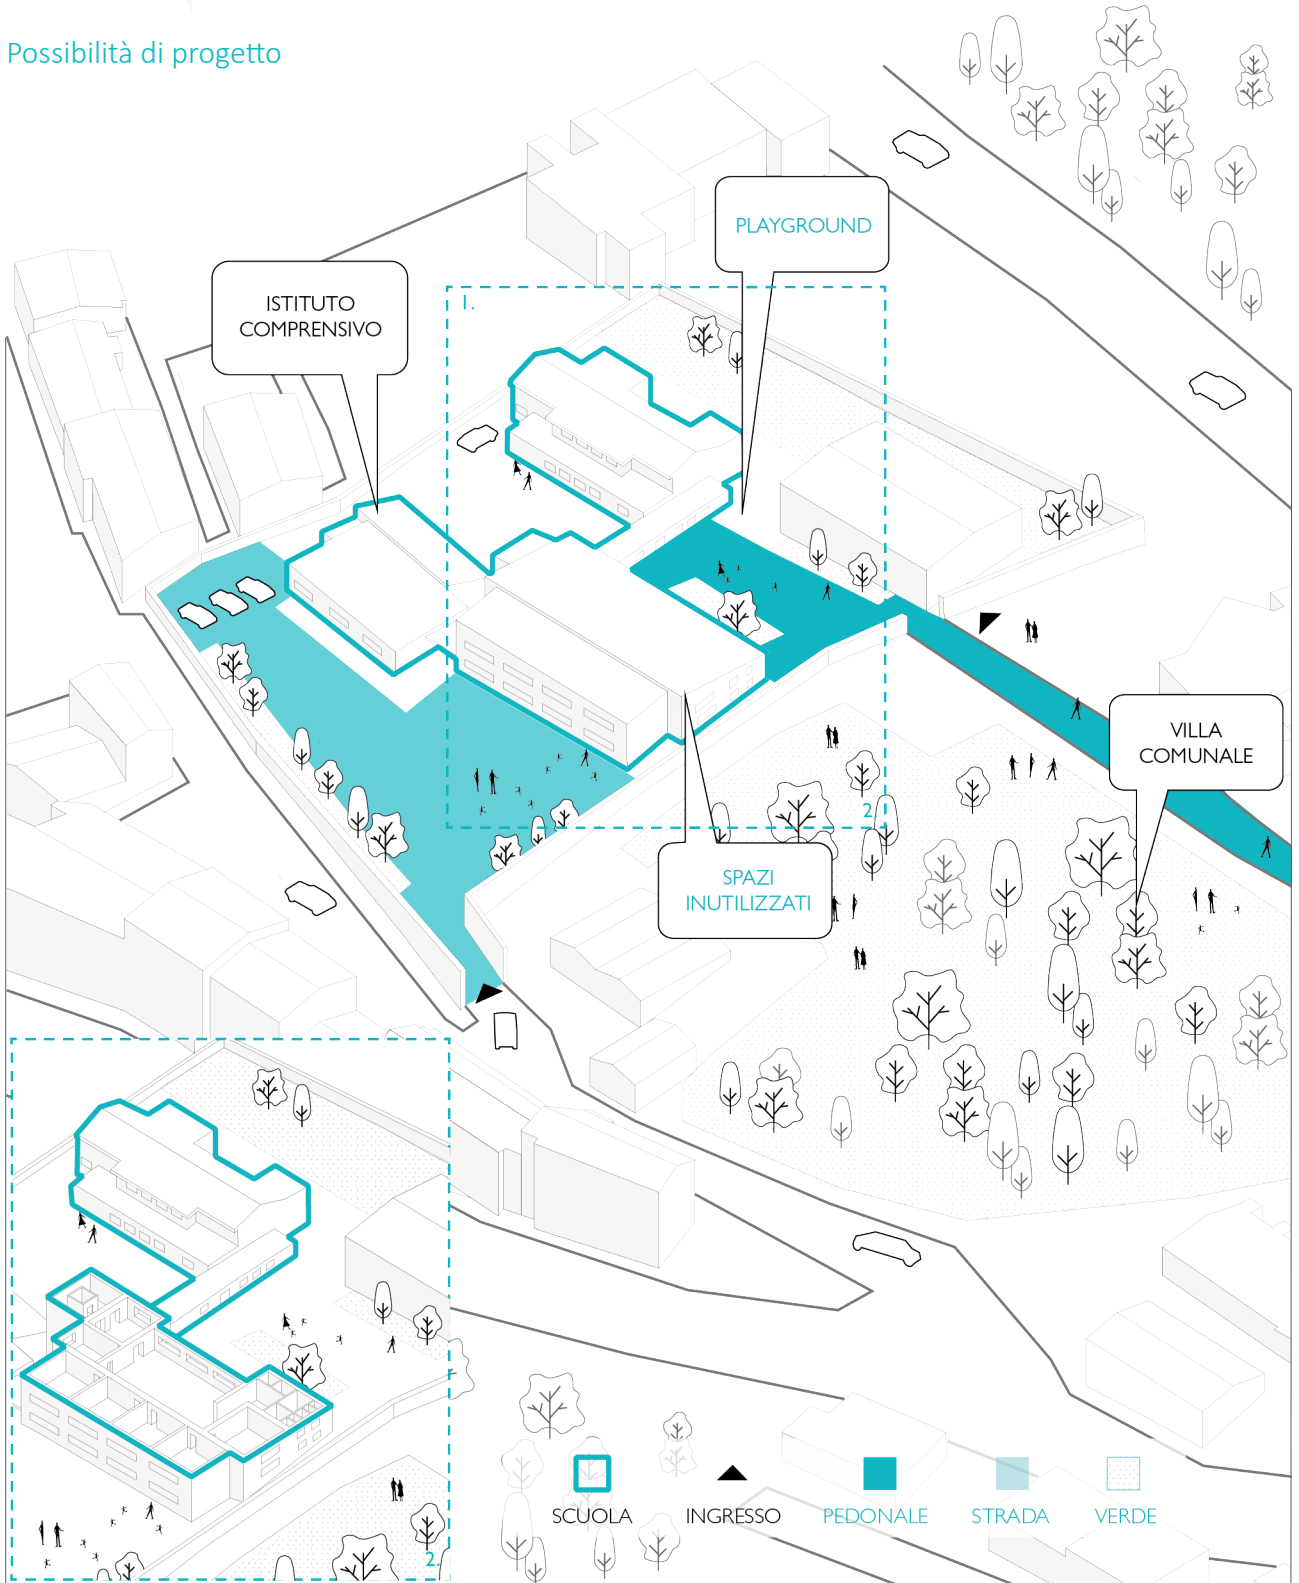 Possibilità di progetto
PLAYGROUND
ISTITUTO
COMPRENSIVO
1.
VILLA
COMUNALE
2.
SPAZI
INUTILIZZATI
2.
SCUOLA
INGRESSO
PEDONALE
STRADA
VERDE